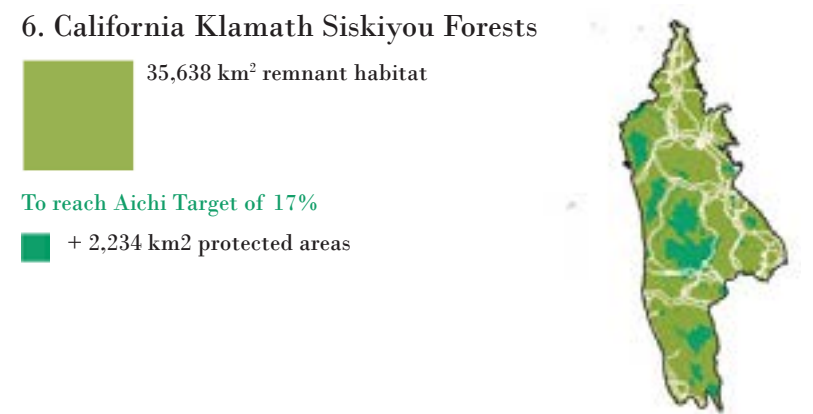 6. California Klamath Siskiyou Forests
35,638 km² remnant habitat
To reach Aichi Target of 17%
+ 2,234 km2 protected areas